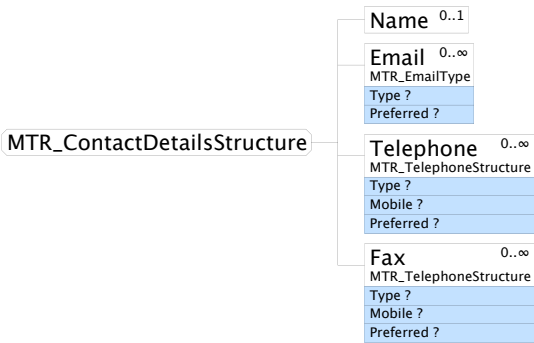 MTR_ContactDetailsStructure
Name 0..1
Email 0..∞
MTR_EmailType
Type ?
Preferred ?
Telephone 0..∞
MTR_TelephoneStructure
Type ?
Mobile ?
Preferred ?
Fax 0..∞
MTR_TelephoneStructure
Type ?
Mobile ?
Preferred ?